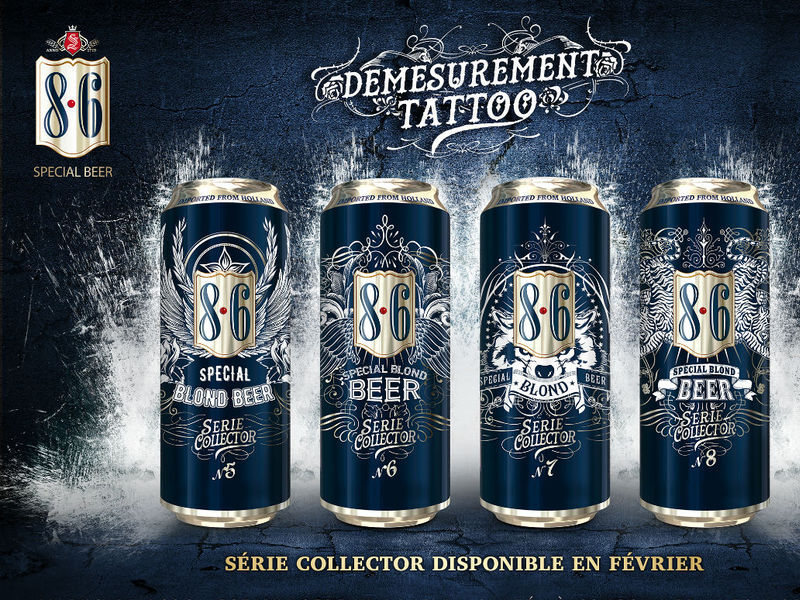 ANNO 1719
S
8·6
SPECIAL BEER
DEMESUREMENT
TATTOO
IMPORTED FROM HOLLAND
8·6
SPECIAL
BLOND BEER
SERIE
COLLECTOR
N°5
IMPORTED FROM HOLLAND
8·6
SPECIAL BLOND
BEER
SERIE
COLLECTOR
N°6
IMPORTED FROM HOLLAND
8·6
SPECIAL BEER
BLOND
SERIE
COLLECTOR
N°7
IMPORTED FROM HOLLAND
8·6
SPECIAL BLOND
BEER
SERIE
COLLECTOR
N°8
SÉRIE COLLECTOR DISPONIBLE EN FÉVRIER